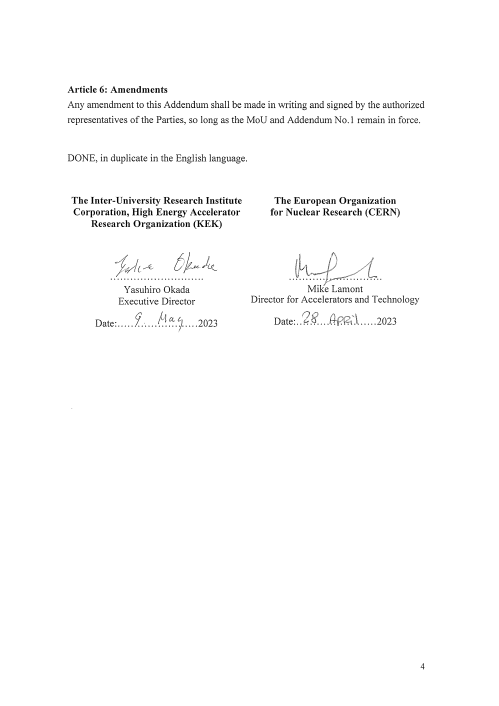 Article 6: Amendments
Any amendment to this Addendum shall be made in writing and signed by the authorized
representatives of the Parties, so long as the MoU and Addendum No.1 remain in force.
DONE, in duplicate in the English language.
The Inter-University Research Institute
Corporation, High Energy Accelerator
Research Organization (KEK)
Okada
Yasuhiro Okada
Executive Director
Date:.....9 May.....2023
The European Organization
for Nuclear Research (CERN)
Mike Lamont
Director for Accelerators and Technology
Date:..28 April.....2023
4